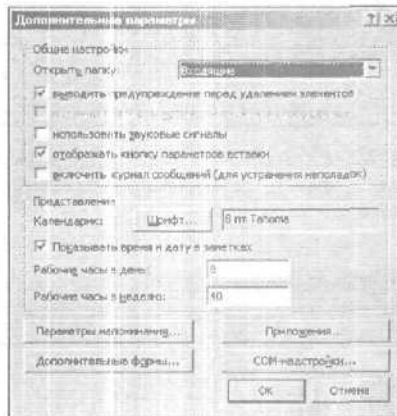 Дополнительные параметры
Общие настройки
Открыть папку: Входящие
выводить предупреждение перед удалением элементов
использовать звуковые сигналы
отображать кнопку параметров вставки
включить журнал сообщений (для устранения неполадок)
Представление
Календарик: Шрифт... 8 пт Tahoma
Показывать время и дату в заметках
Рабочие часы в день: 8
Рабочие часы в неделю: 40
Параметры напоминания... Приложения...
Дополнительные формы... COM-надстройки...
ОК Отмена